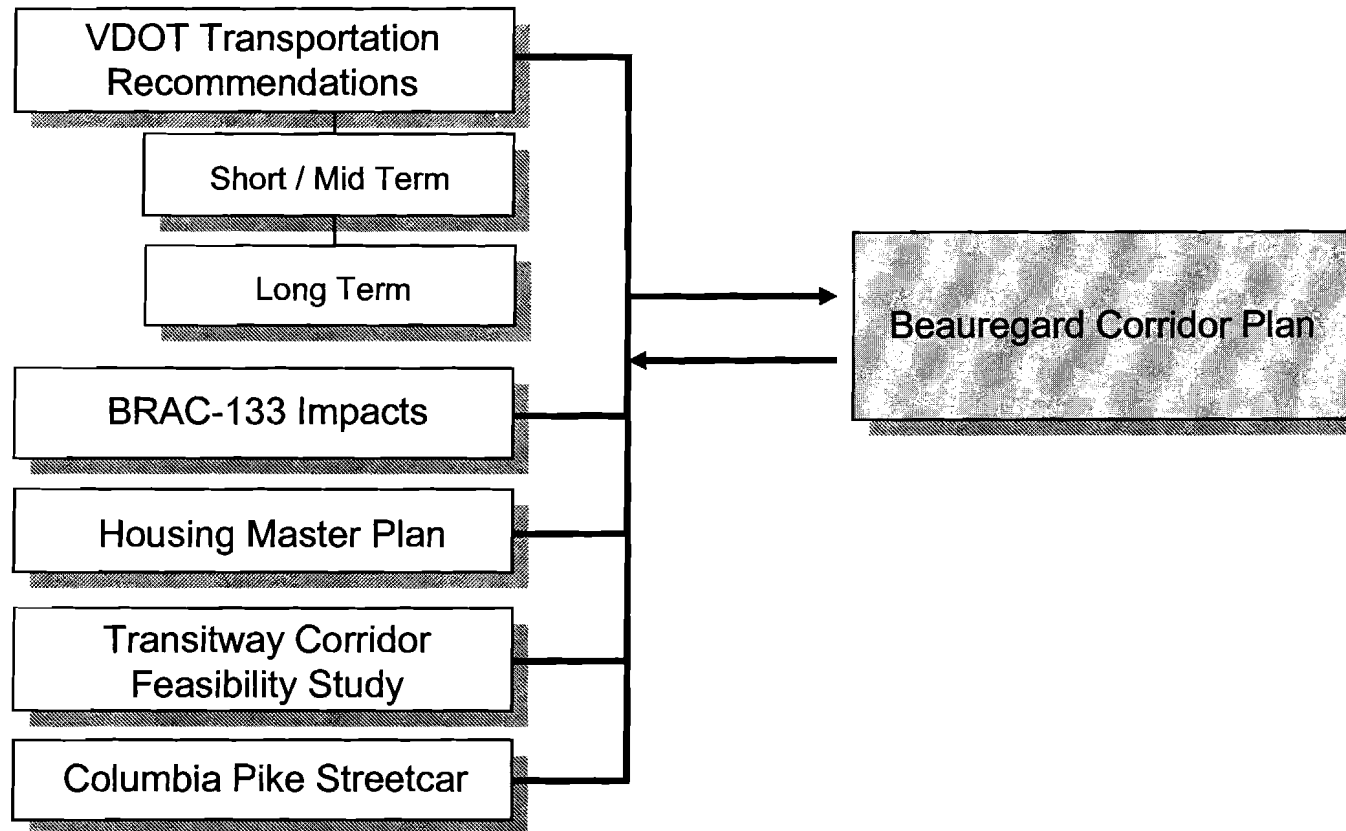 VDOT Transportation
Recommendations
Short / Mid Term
Long Term
BRAC-133 Impacts
Housing Master Plan
Transitway Corridor
Feasibility Study
Columbia Pike Streetcar
Beauregard Corridor Plan